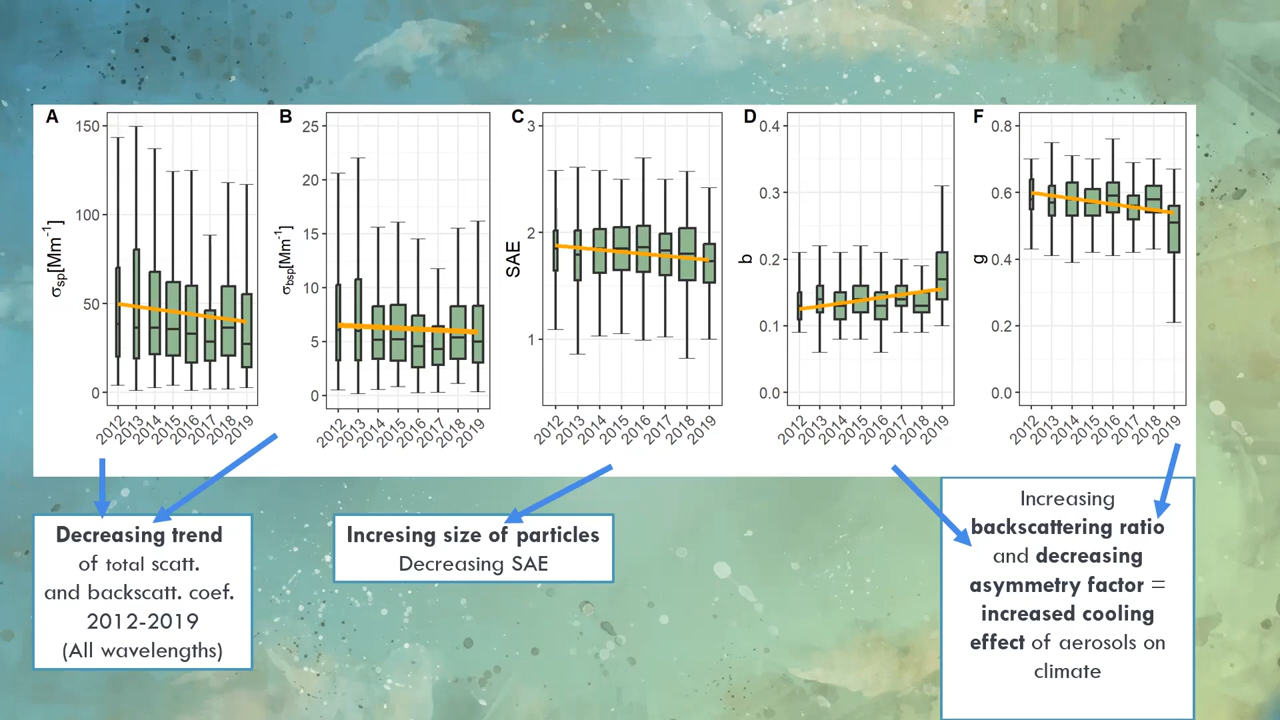 A
150
100
50
0
σsp[Mm-1]
2012
2013
2014
2015
2016
2017
2018
2019
B
25
20
15
10
5
0
σbsp[Mm-1]
2012
2013
2014
2015
2016
2017
2018
2019
C
3
2
1
SAE
2012
2013
2014
2015
2016
2017
2018
2019
D
0.4
0.3
0.2
0.1
0.0
b
2012
2013
2014
2015
2016
2017
2018
2019
F
0.8
0.6
0.4
0.2
0.0
g
2012
2013
2014
2015
2016
2017
2018
2019
Decreasing trend
of total scatt.
and backscatt. coef.
2012-2019
(All wavelengths)
Incresing size of particles
Decreasing SAE
Increasing
backscattering ratio
and decreasing
asymmetry factor =
increased cooling
effect of aerosols on
climate